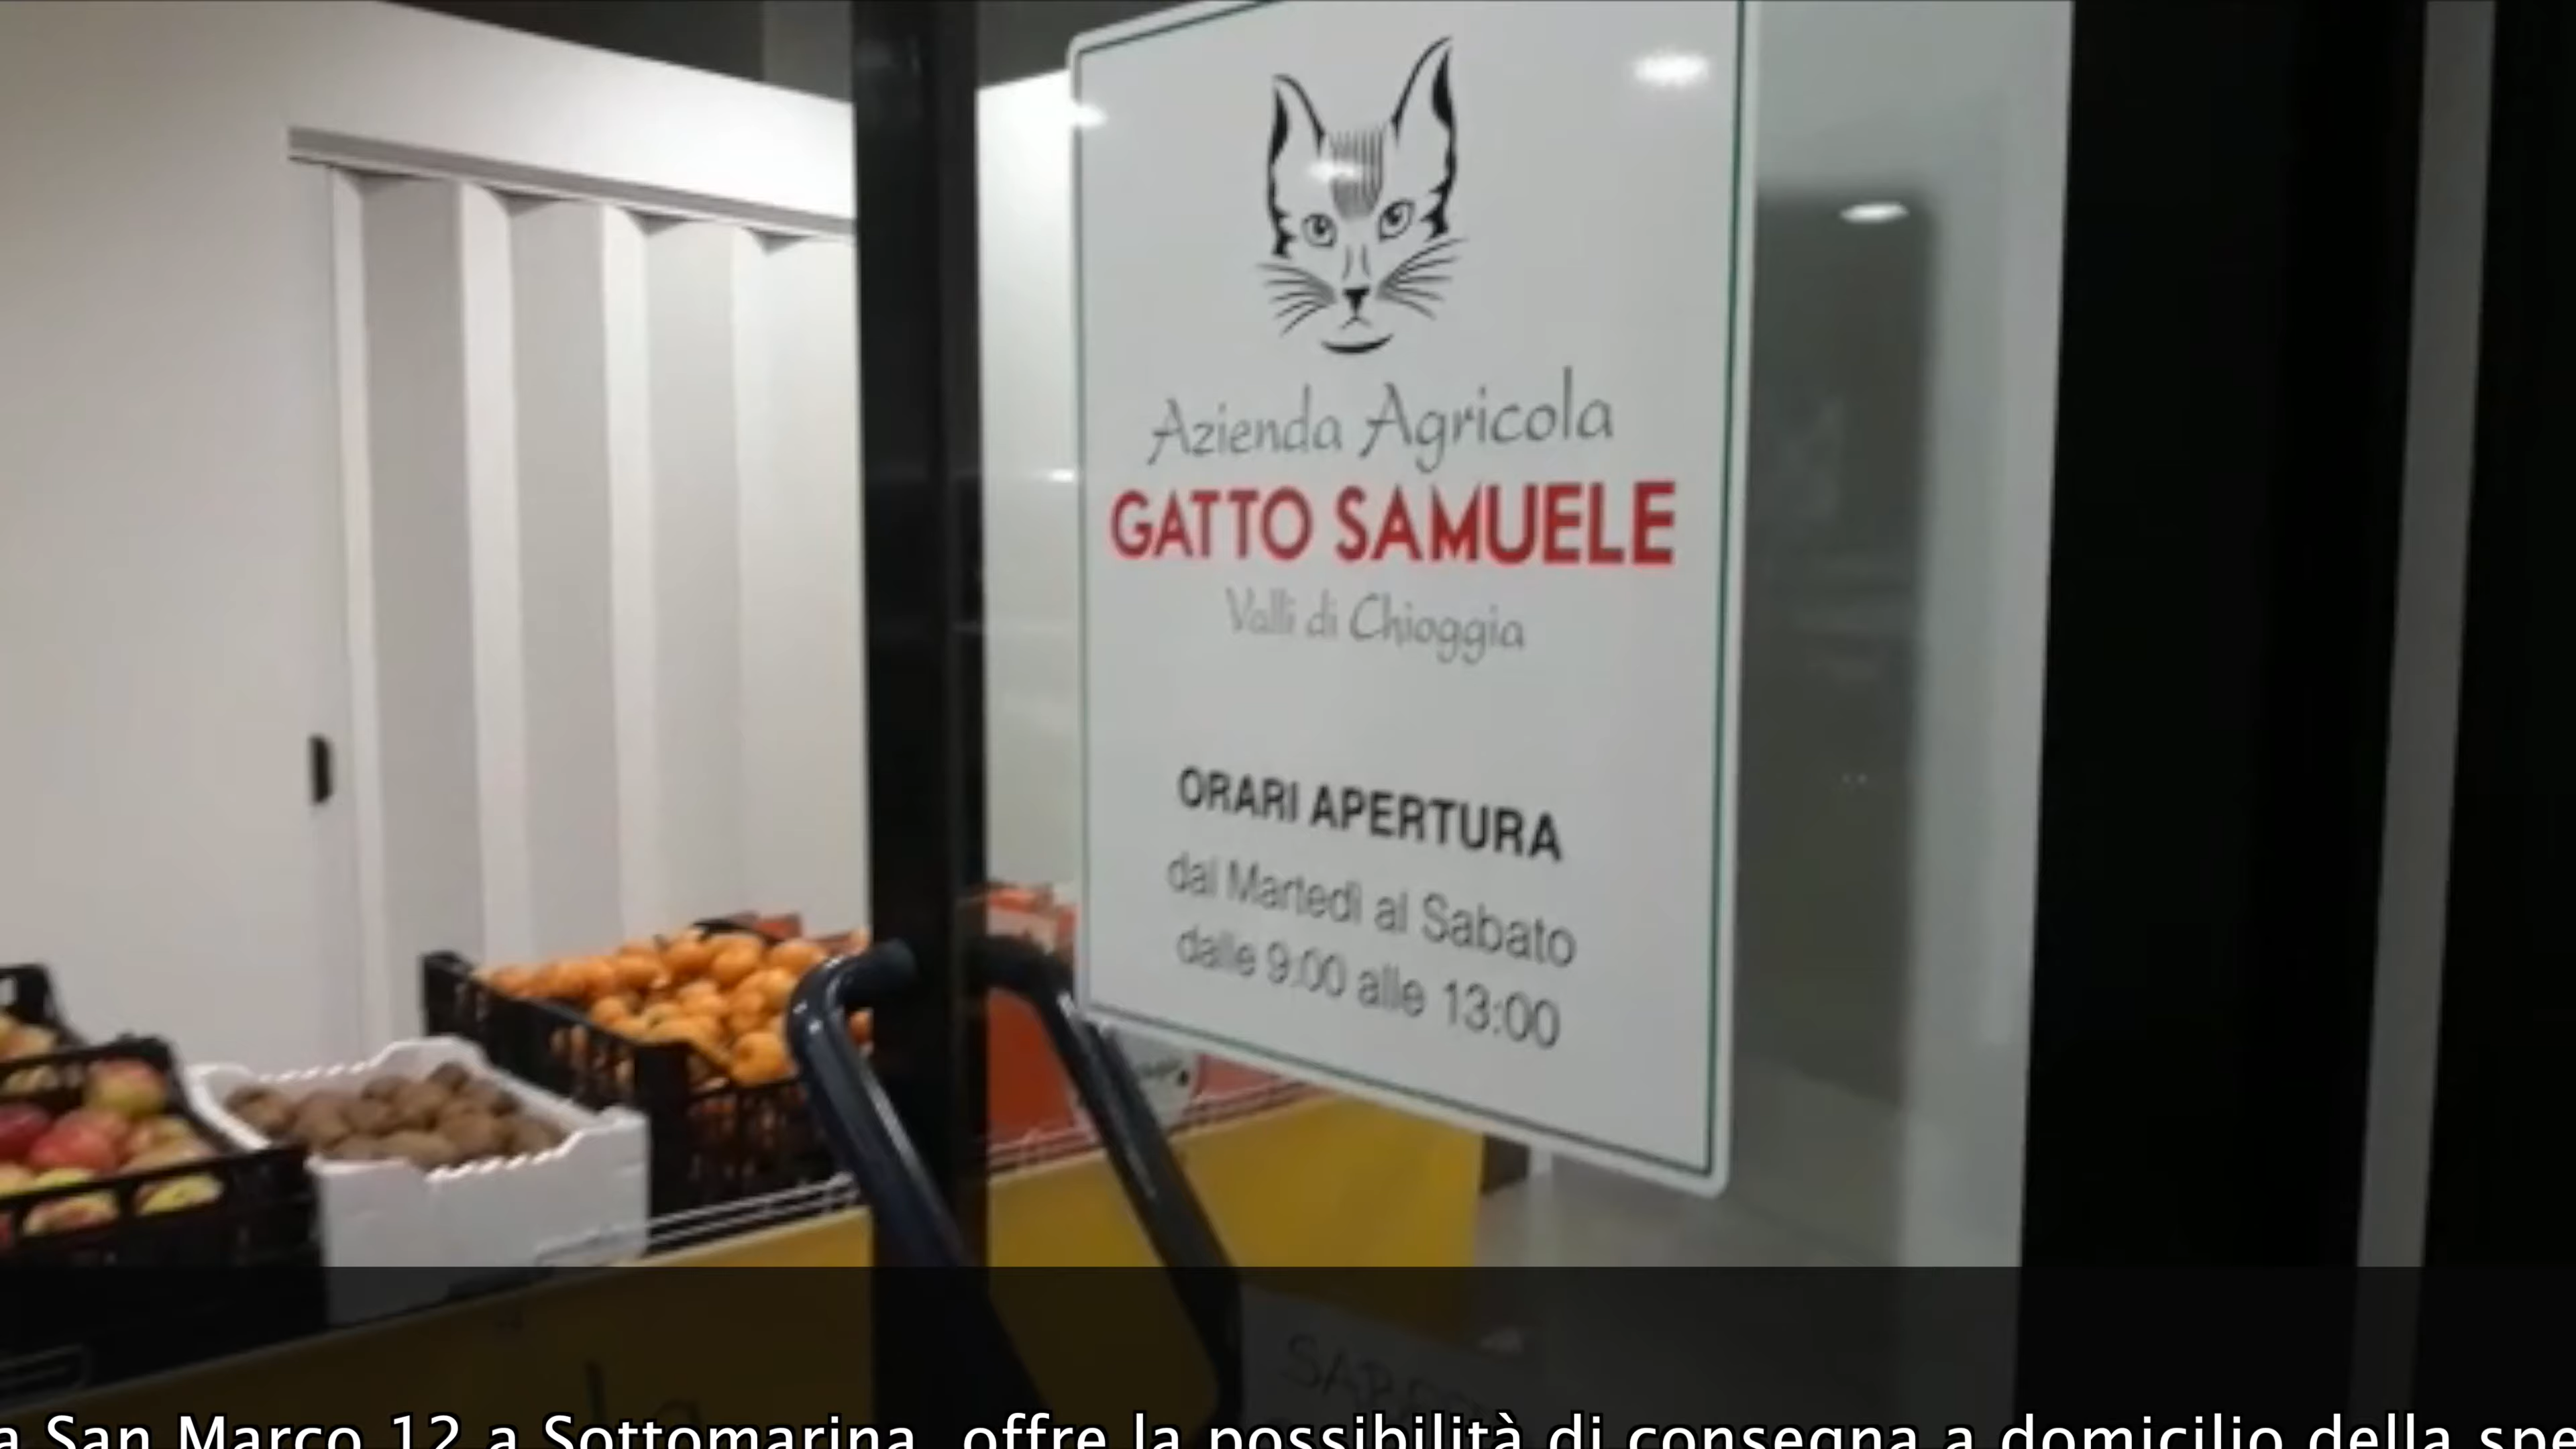 Azienda Agricola
GATTO SAMUELE
Valli di Chioggia
ORARI APERTURA
dal Martedì al Sabato
dalle 9:00 alle 13:00
a San Marco 12 a Sottomarina, offre la possibilità di consegna a domicilio della spe